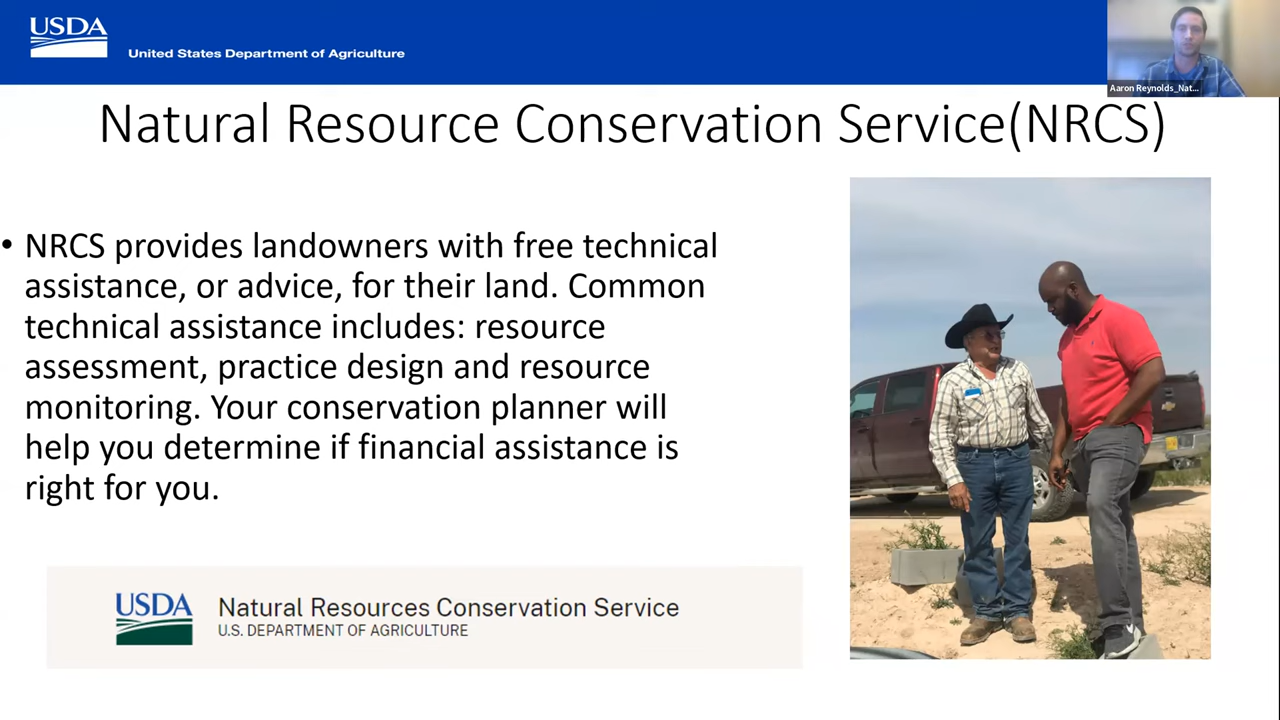 USDA
United States Department of Agriculture
Aaron Reynolds_Nat...
Natural Resource Conservation Service(NRCS)
• NRCS provides landowners with free technical
assistance, or advice, for their land. Common
technical assistance includes: resource
assessment, practice design and resource
monitoring. Your conservation planner will
help you determine if financial assistance is
right for you.
USDA
Natural Resources Conservation Service
U.S. DEPARTMENT OF AGRICULTURE